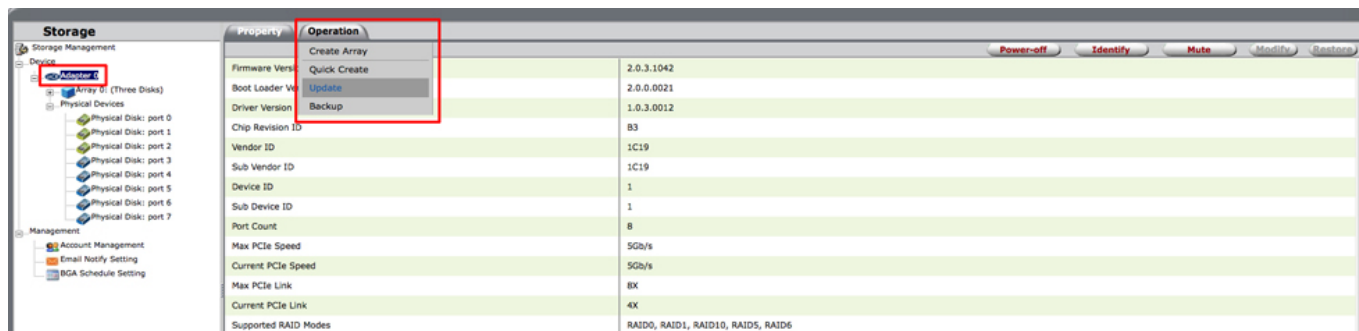 Storage
Storage Management
Device
Adapter 0
Array 0: (Three Disks)
Physical Devices
Physical Disk: port 0
Physical Disk: port 1
Physical Disk: port 2
Physical Disk: port 3
Physical Disk: port 4
Physical Disk: port 5
Physical Disk: port 6
Physical Disk: port 7
Management
Account Management
Email Notify Setting
BGA Schedule Setting
Property Operation
Create Array
Quick Create
Update
Backup
Power-off Identify Mute Modify Restore
Firmware Versi 2.0.3.1042
Boot Loader Ve 2.0.0.0021
Driver Version 1.0.3.0012
Chip Revision ID B3
Vendor ID 1C19
Sub Vendor ID 1C19
Device ID 1
Sub Device ID 1
Port Count 8
Max PCIe Speed 5Gb/s
Current PCIe Speed 5Gb/s
Max PCIe Link 8X
Current PCIe Link 4X
Supported RAID Modes RAID0, RAID1, RAID10, RAID5, RAID6